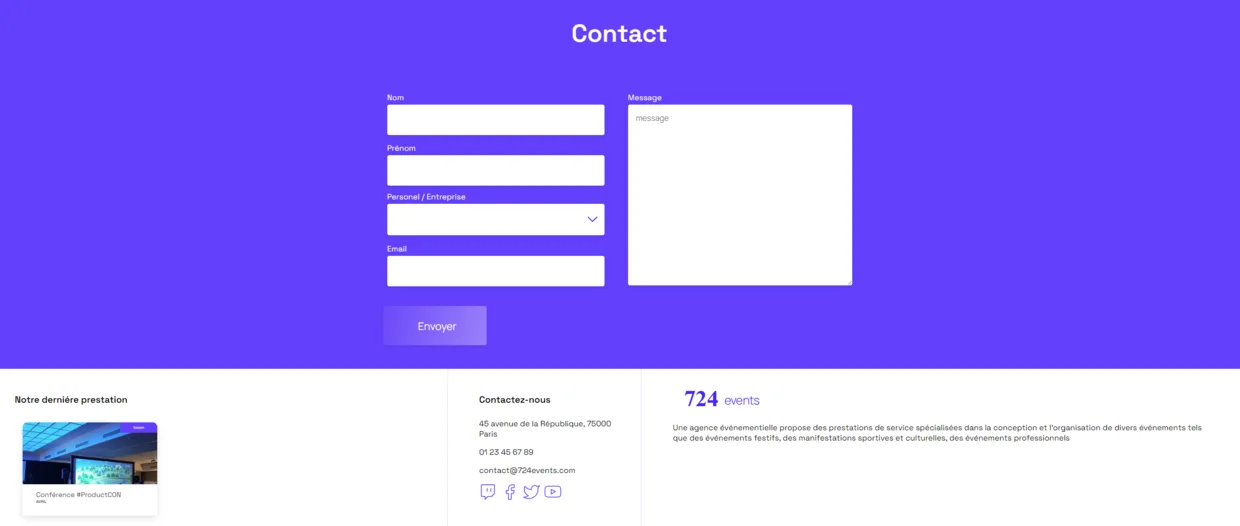 Contact
Nom
Message
message
Prénom
Personel / Entreprise
Email
Envoyer
Notre derniére prestation
Conférence #ProductCON
avril
Contactez-nous
45 avenue de la République, 75000
Paris
01 23 45 67 89
contact@724events.com
724 events
Une agence événementielle propose des prestations de service spécialisées dans la conception et l'organisation de divers événements tels
que des événements festifs, des manifestations sportives et culturelles, des événements professionnels